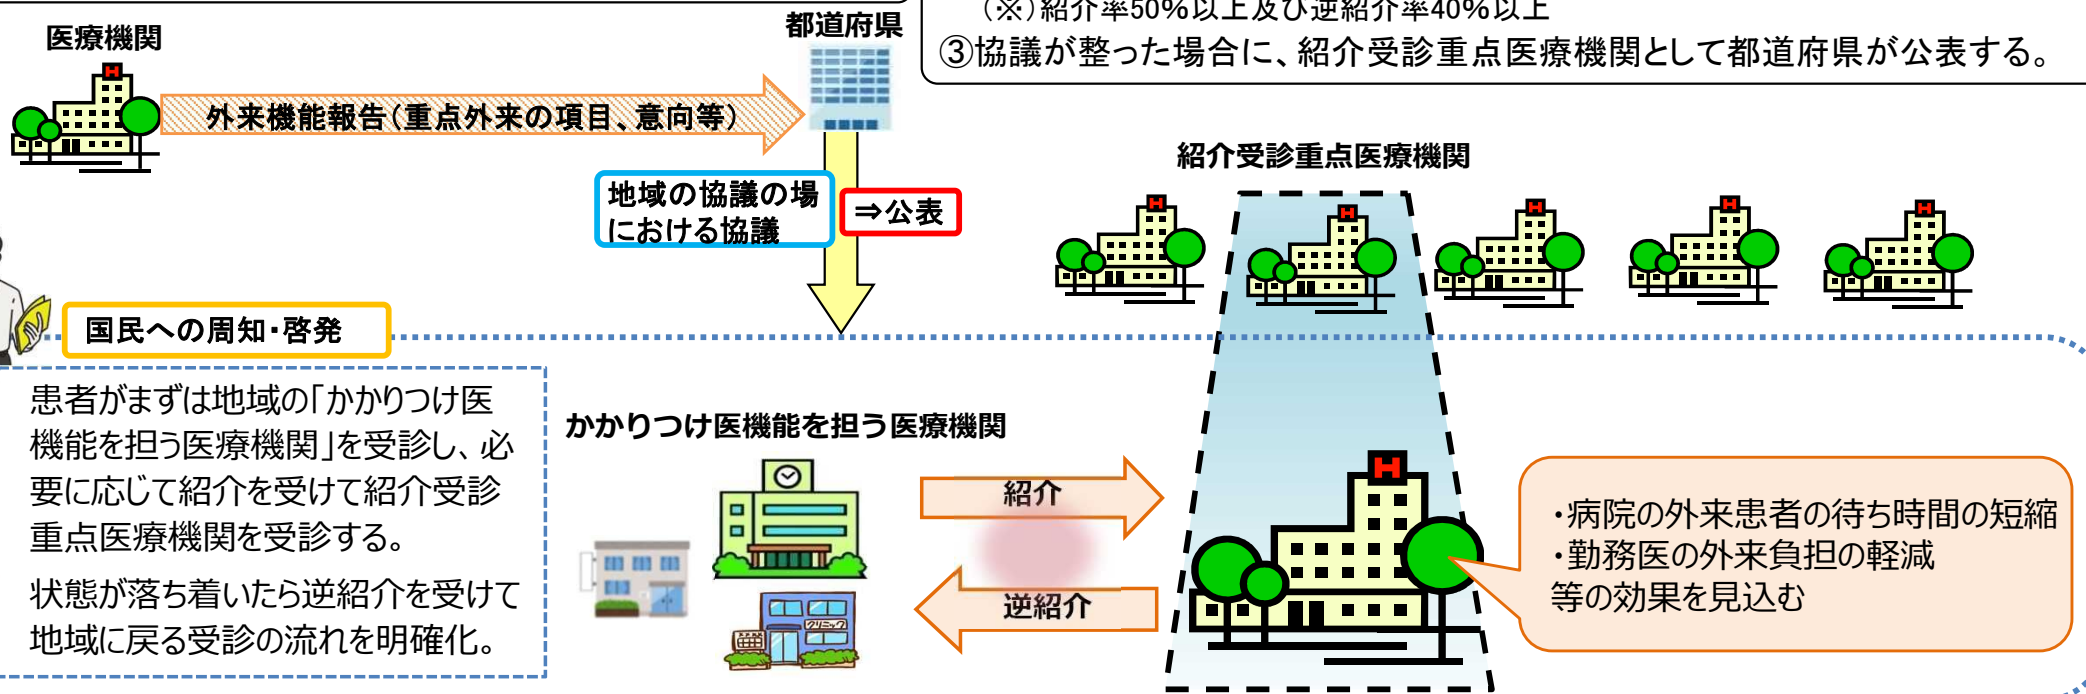 (※)紹介率50%以上及び逆紹介率40%以上
③協議が整った場合に、紹介受診重点医療機関として都道府県が公表する。
医療機関
都道府県
外来機能報告(重点外来の項目、意向等)
地域の協議の場
における協議
⇒公表
紹介受診重点医療機関
国民への周知・啓発
患者がまずは地域の「かかりつけ医
機能を担う医療機関」を受診し、必
要に応じて紹介を受けて紹介受診
重点医療機関を受診する。
状態が落ち着いたら逆紹介を受けて
地域に戻る受診の流れを明確化。
かかりつけ医機能を担う医療機関
クリニック
紹介
逆紹介
・病院の外来患者の待ち時間の短縮
・勤務医の外来負担の軽減
等の効果を見込む